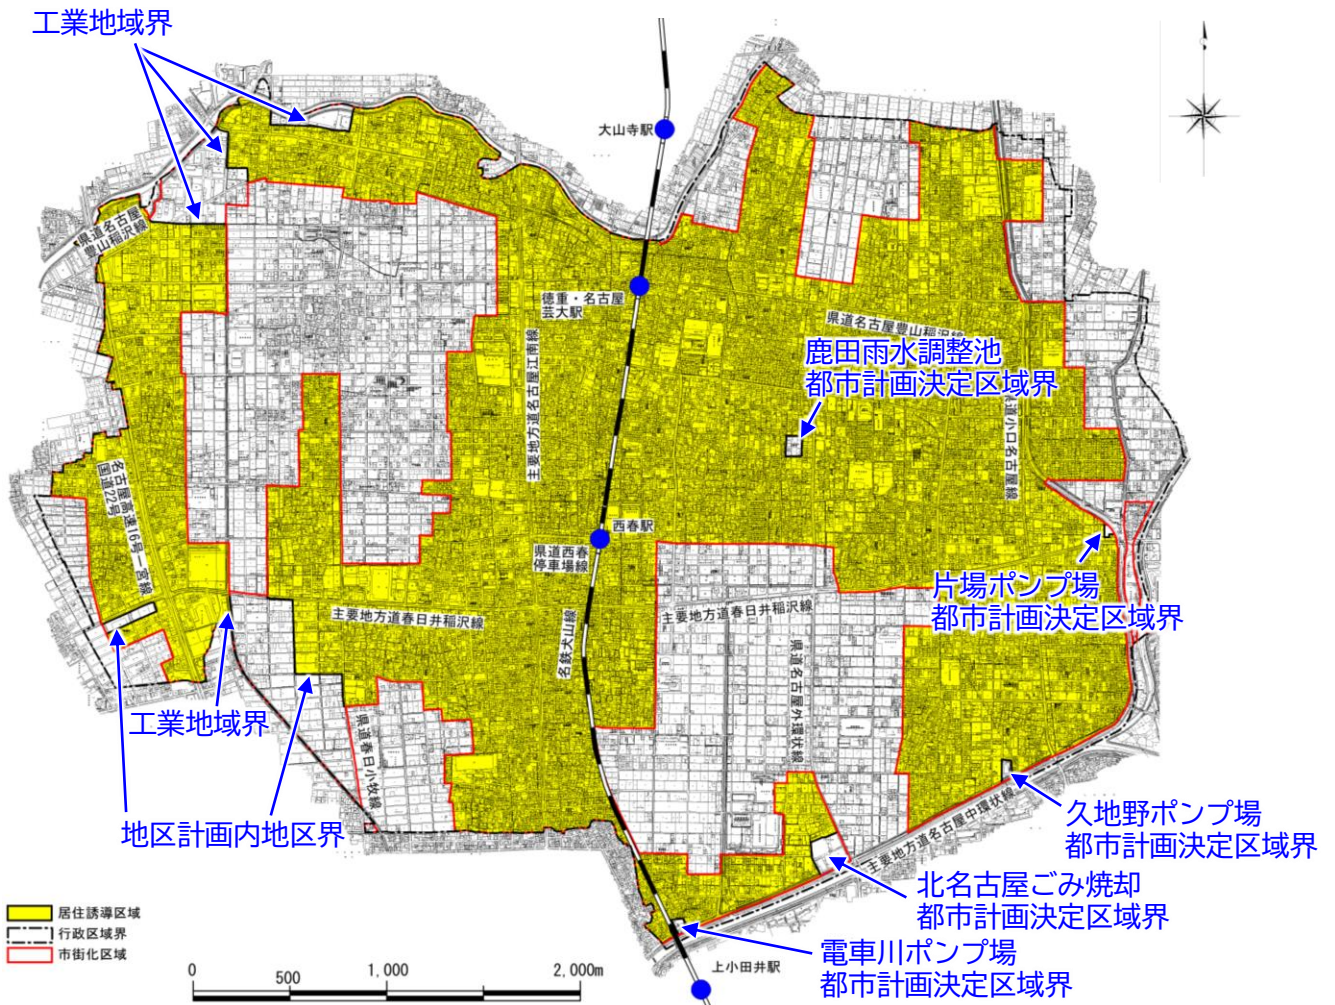 工業地域界
大山寺駅
県道名古屋
豊山稲沢線
徳重・名古屋
芸大駅
県道名古屋豊山稲沢線
鹿田雨水調整池
都市計画決定区域界
主要地方道名古屋江南線
県道小口名古屋線
名古屋高速16号一宮線
国道22号
西春駅
県道西春
停車場線
片場ポンプ場
都市計画決定区域界
主要地方道春日井稲沢線
主要地方道春日井稲沢線
名鉄犬山線
県道名古屋外環状線
工業地域界
県道春日小牧線
地区計画内地区界
久地野ポンプ場
都市計画決定区域界
主要地方道名古屋中環状線
北名古屋ごみ焼却
都市計画決定区域界
電車川ポンプ場
都市計画決定区域界
上小田井駅
居住誘導区域
行政区域界
市街化区域
0 500 1,000 2,000m